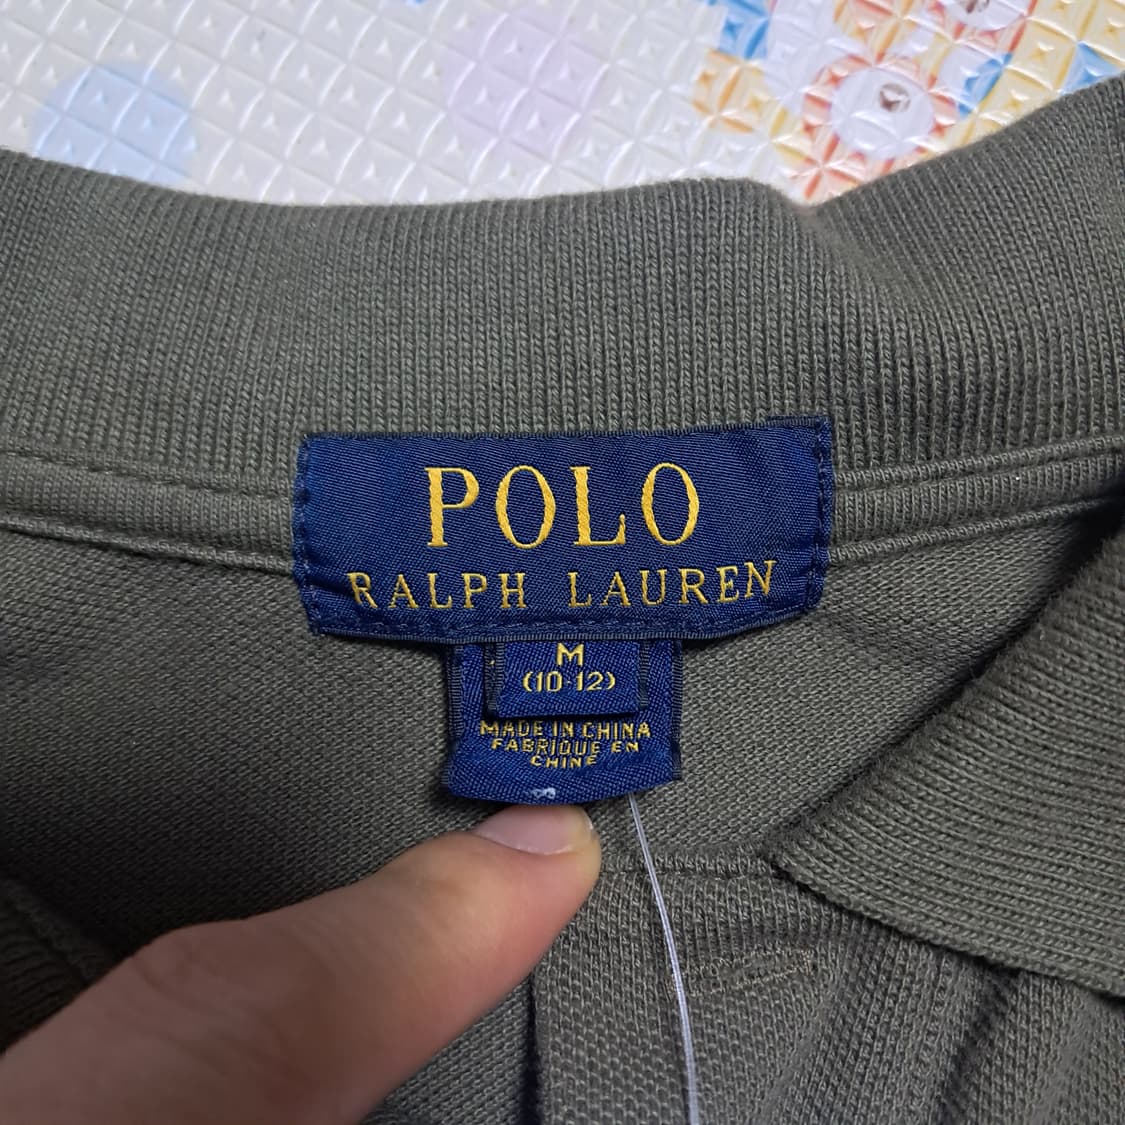 POLO
RALPH LAUREN
M
(10-12)
MADE IN CHINA
FABRIQUE EN
CHINE